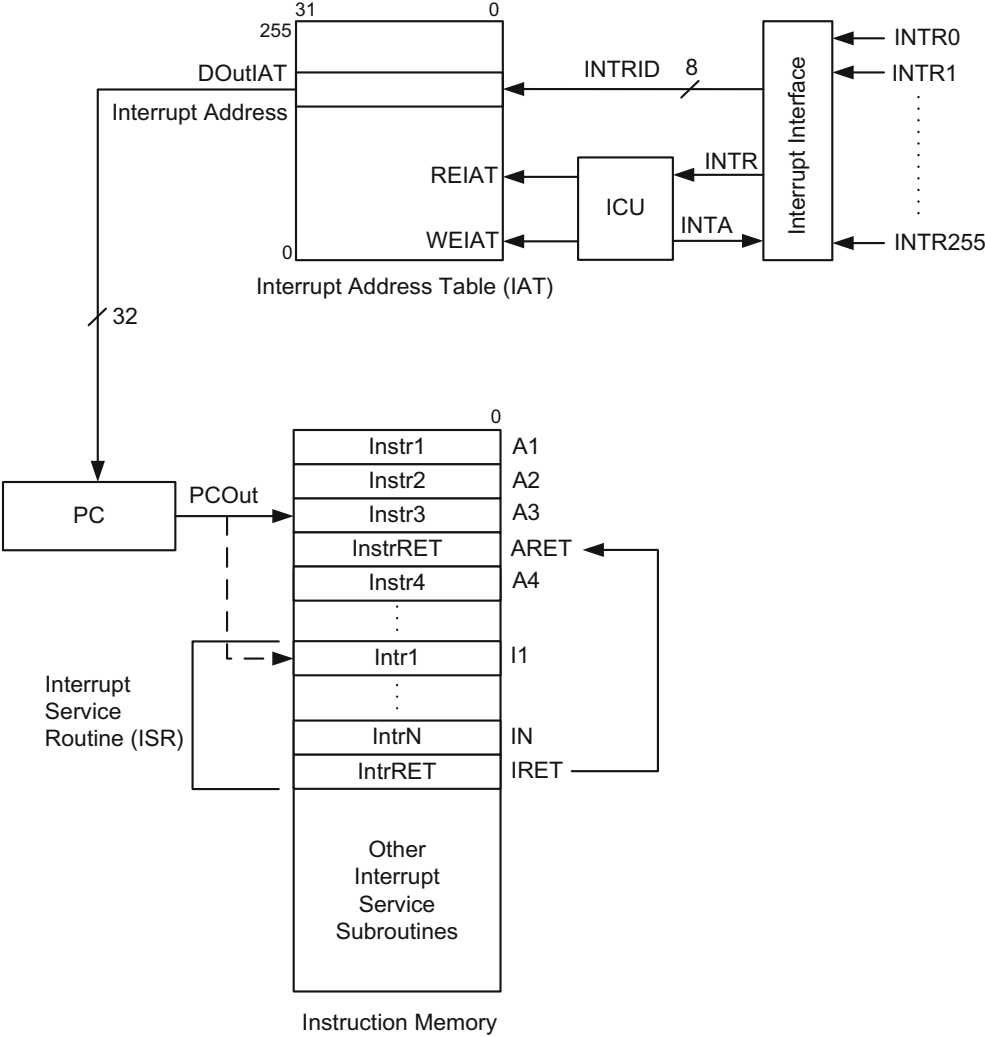 31 0
255
INTR0
DOutIAT
INTRID 8
INTR1
Interrupt Address
Interrupt Interface
REIAT
INTR
ICU
WEIAT
INTA
INTR255
0
Interrupt Address Table (IAT)
32
0
Instr1 A1
Instr2 A2
PCOut
PC
Instr3 A3
InstrRET ARET
Instr4 A4
Intr1 I1
Interrupt
Service
Routine (ISR)
IntrN IN
IntrRET IRET
Other
Interrupt
Service
Subroutines
Instruction Memory